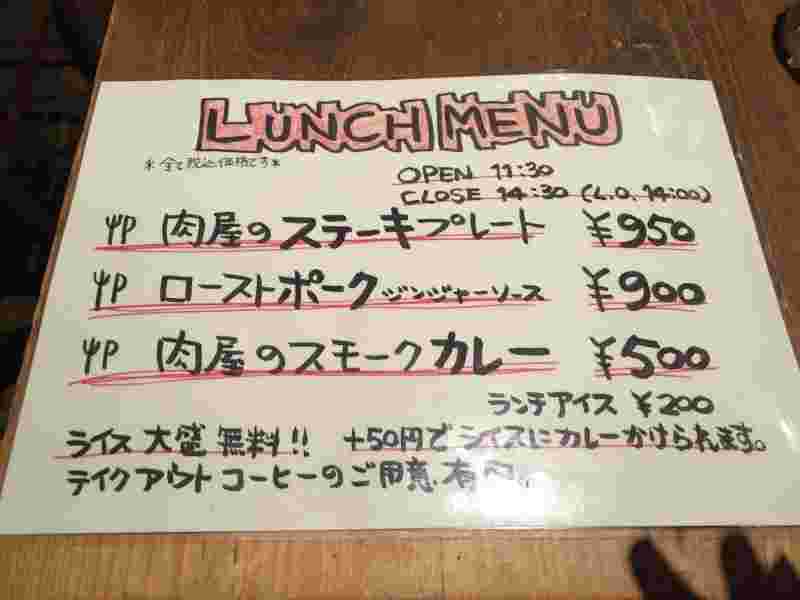 LUNCH MENU
*全て税込価格です*
OPEN 11:30
CLOSE 14:30 (L.O. 14:00)
肉屋のステーキプレート ¥950
ローストポークジンジャーソース ¥900
肉屋のスモークカレー ¥500
ランチアイス ¥200
ライス大盛無料!! +50円でライスにカレーかけられます。
テイクアウトコーヒーのご用意有